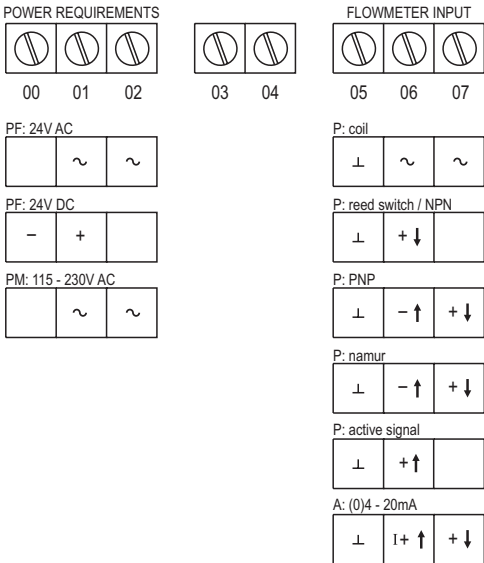 POWER REQUIREMENTS
FLOWMETER INPUT
00 01 02 03 04 05 06 07
PF: 24V AC
~ ~
PF: 24V DC
– +
PM: 115 - 230V AC
~ ~
P: coil
⊥ ~ ~
P: reed switch / NPN
⊥ +↓
P: PNP
⊥ –↑ +↓
P: namur
⊥ –↑ +↓
P: active signal
⊥ +↑
A: (0)4 - 20mA
⊥ I+ ↑ +↓